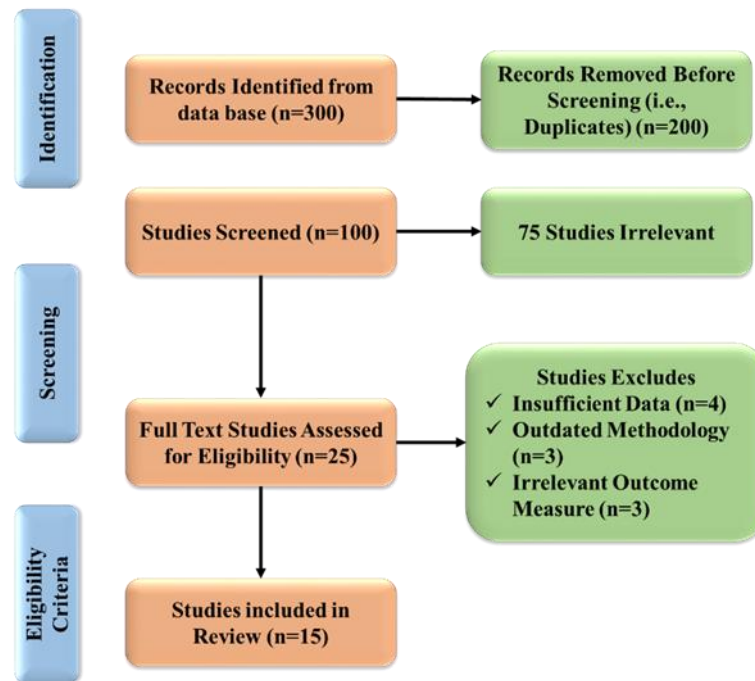 Identification
Records Identified from
data base (n=300)
Records Removed Before
Screening (i.e.,
Duplicates) (n=200)
Studies Screened (n=100)
75 Studies Irrelevant
Screening
Full Text Studies Assessed
for Eligibility (n=25)
Studies Excludes
✓ Insufficient Data (n=4)
✓ Outdated Methodology
(n=3)
✓ Irrelevant Outcome
Measure (n=3)
Eligibility
Criteria
Studies included in
Review (n=15)